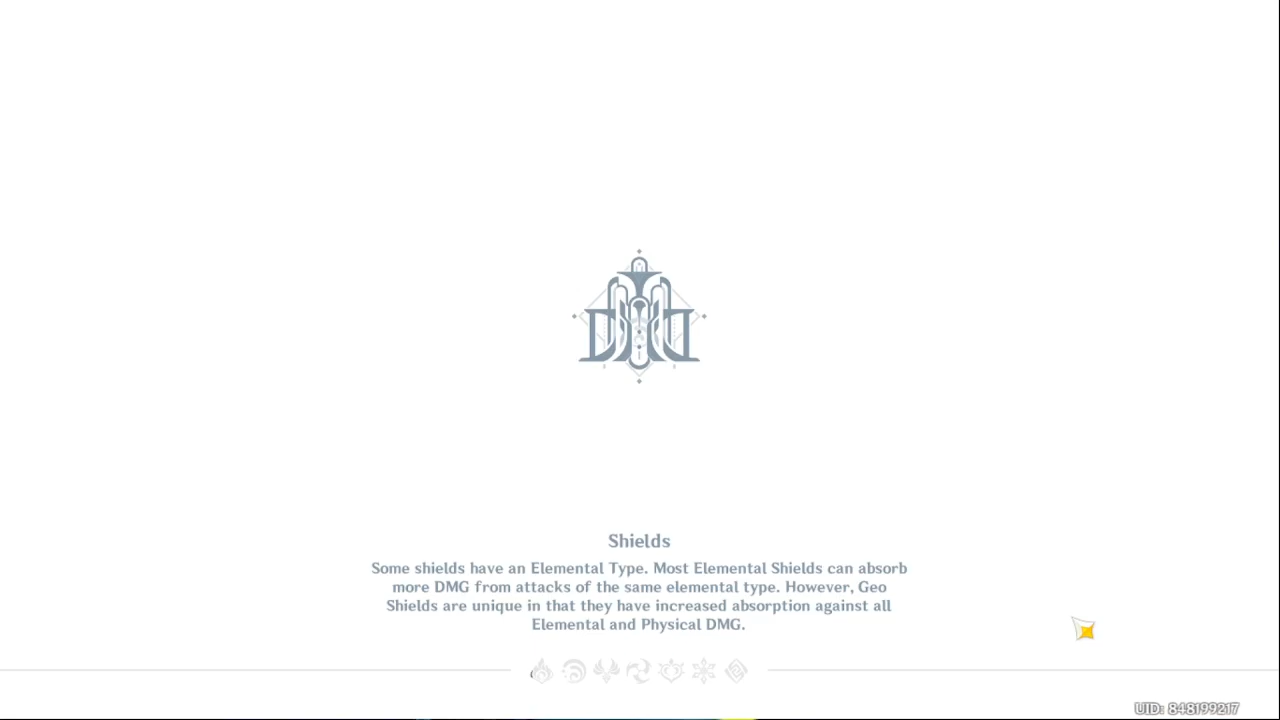 Shields
Some shields have an Elemental Type. Most Elemental Shields can absorb
more DMG from attacks of the same elemental type. However, Geo
Shields are unique in that they have increased absorption against all
Elemental and Physical DMG.
UID: 848199217